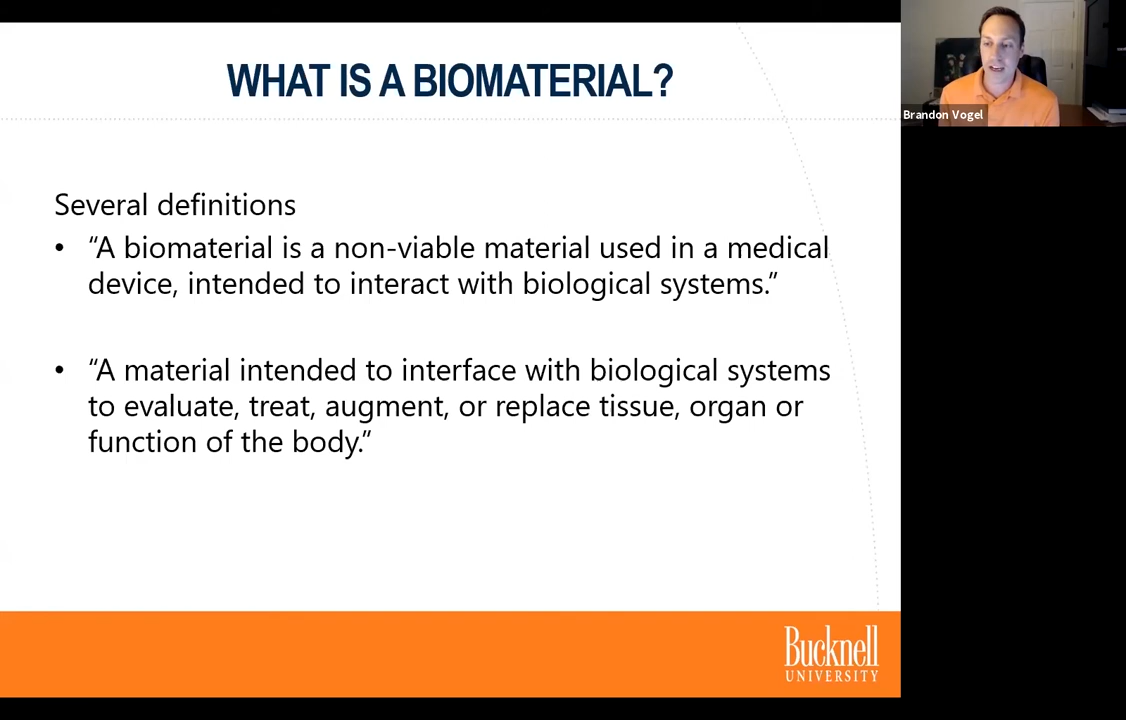 WHAT IS A BIOMATERIAL?
Brandon Vogel
Several definitions
• “A biomaterial is a non-viable material used in a medical
device, intended to interact with biological systems.”
• “A material intended to interface with biological systems
to evaluate, treat, augment, or replace tissue, organ or
function of the body.”
Bucknell
UNIVERSITY